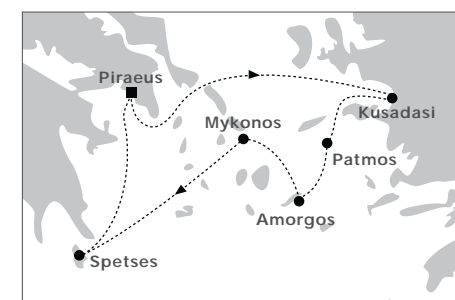 Piraeus
Kusadasi
Mykonos
Patmos
Amorgos
Spetses